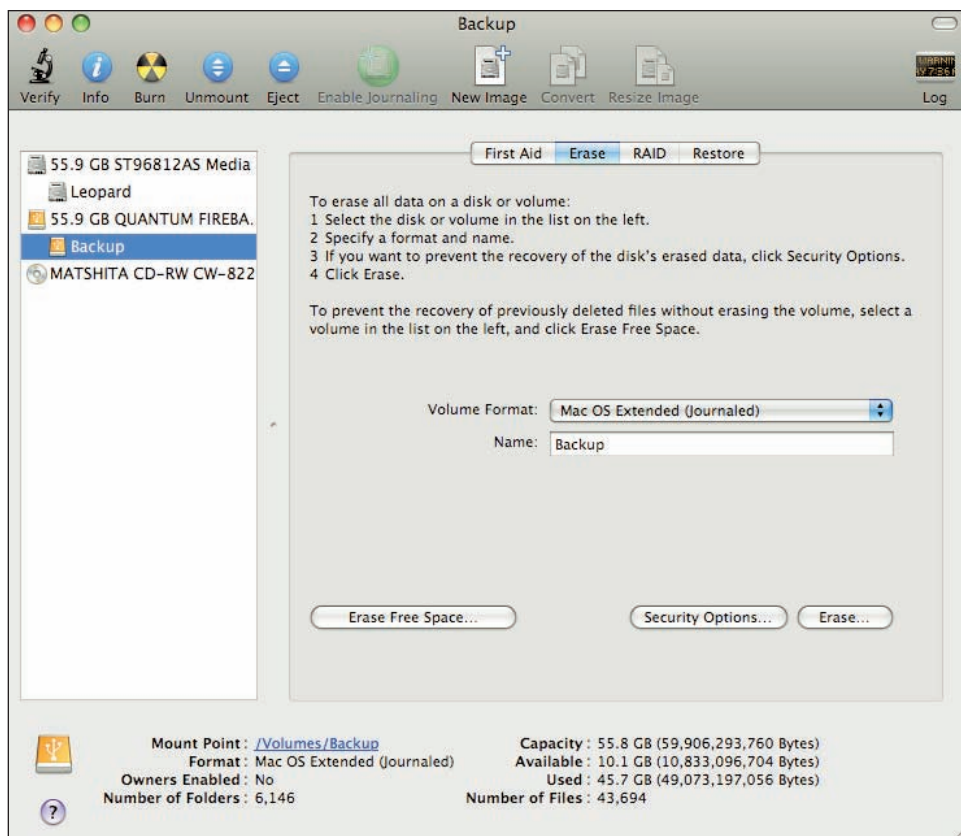 Backup
Verify Info Burn Unmount Eject Enable Journaling New Image Convert Resize Image Log
55.9 GB ST96812AS Media
Leopard
55.9 GB QUANTUM FIREBA.
Backup
MATSHITA CD-RW CW-822
First Aid Erase RAID Restore
To erase all data on a disk or volume:
1 Select the disk or volume in the list on the left.
2 Specify a format and name.
3 If you want to prevent the recovery of the disk's erased data, click Security Options.
4 Click Erase.
To prevent the recovery of previously deleted files without erasing the volume, select a
volume in the list on the left, and click Erase Free Space.
Volume Format: Mac OS Extended (Journaled)
Name: Backup
Erase Free Space... Security Options... Erase...
Mount Point : /Volumes/Backup
Format : Mac OS Extended (Journaled)
Owners Enabled : No
Number of Folders : 6,146
Capacity : 55.8 GB (59,906,293,760 Bytes)
Available : 10.1 GB (10,833,096,704 Bytes)
Used : 45.7 GB (49,073,197,056 Bytes)
Number of Files : 43,694
?